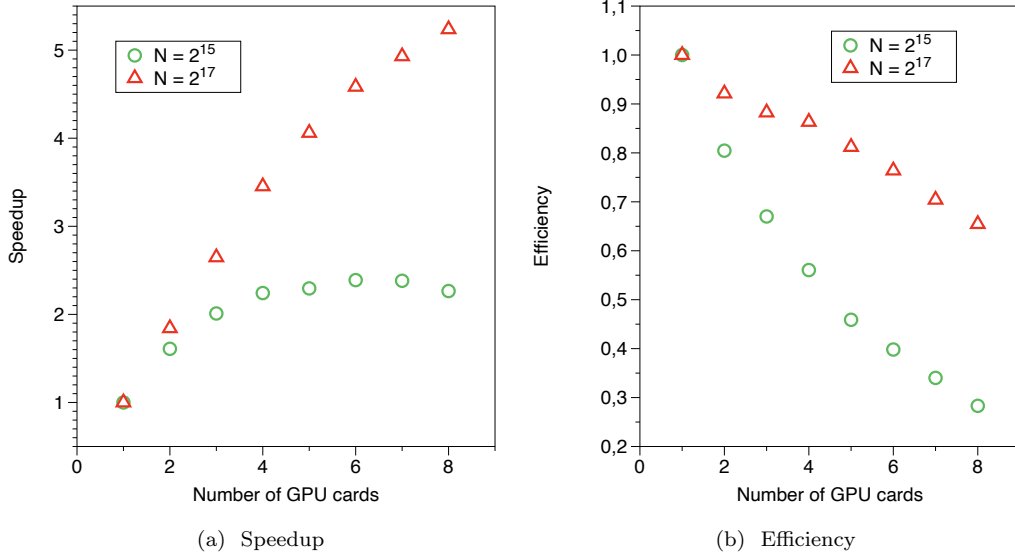 5
4
3
2
1
0
2
4
6
8
Speedup
Number of GPU cards
N = 2^15
N = 2^17
(a) Speedup
1,1
1,0
0,9
0,8
0,7
0,6
0,5
0,4
0,3
0,2
0
2
4
6
8
Efficiency
Number of GPU cards
N = 2^15
N = 2^17
(b) Efficiency